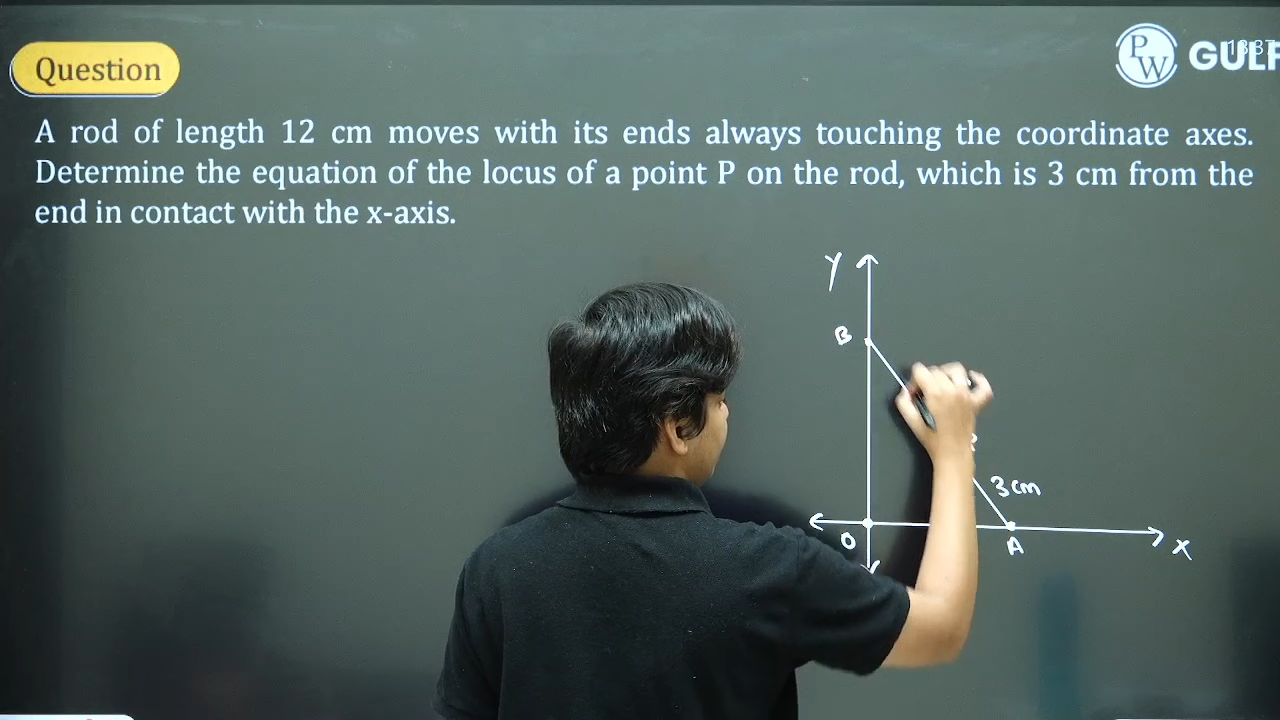 Question
PW
GULF
A rod of length 12 cm moves with its ends always touching the coordinate axes.
Determine the equation of the locus of a point P on the rod, which is 3 cm from the
end in contact with the x-axis.
Y
B
3 cm
O
A
X